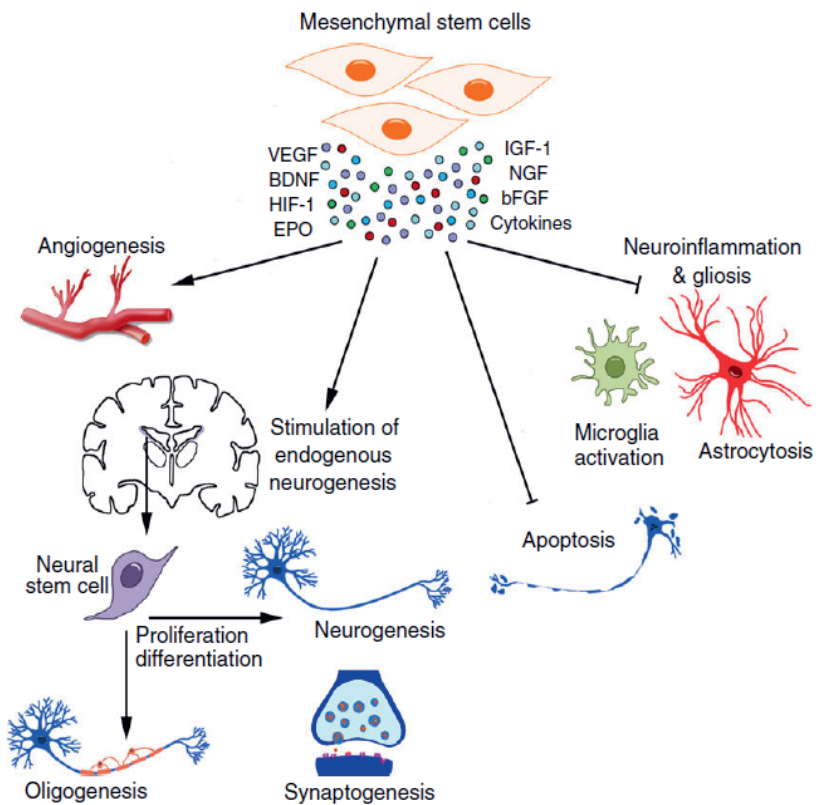 Mesenchymal stem cells
VEGF
BDNF
HIF-1
EPO
IGF-1
NGF
bFGF
Cytokines
Angiogenesis
Neuroinflammation
& gliosis
Microglia
activation
Astrocytosis
Stimulation of
endogenous
neurogenesis
Apoptosis
Neural
stem cell
Proliferation
differentiation
Neurogenesis
Oligogenesis
Synaptogenesis